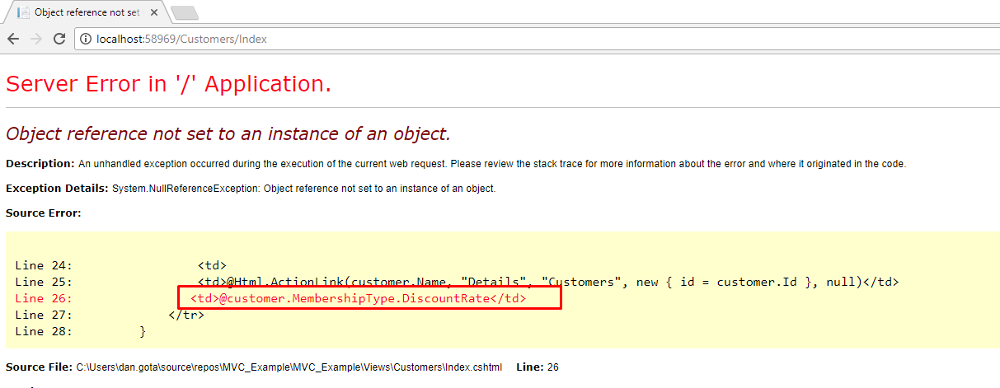 Object reference not set
localhost:58969/Customers/Index
Server Error in '/' Application.
Object reference not set to an instance of an object.
Description: An unhandled exception occurred during the execution of the current web request. Please review the stack trace for more information about the error and where it originated in the code.
Exception Details: System.NullReferenceException: Object reference not set to an instance of an object.
Source Error:
Line 24: <td>
Line 25: <td>@Html.ActionLink(customer.Name, "Details", "Customers", new { id = customer.Id }, null)</td>
Line 26: <td>@customer.MembershipType.DiscountRate</td>
Line 27: </tr>
Line 28: }
Source File: C:\Users\dan.gota\source\repos\MVC_Example\MVC_Example\Views\Customers\Index.cshtml Line: 26